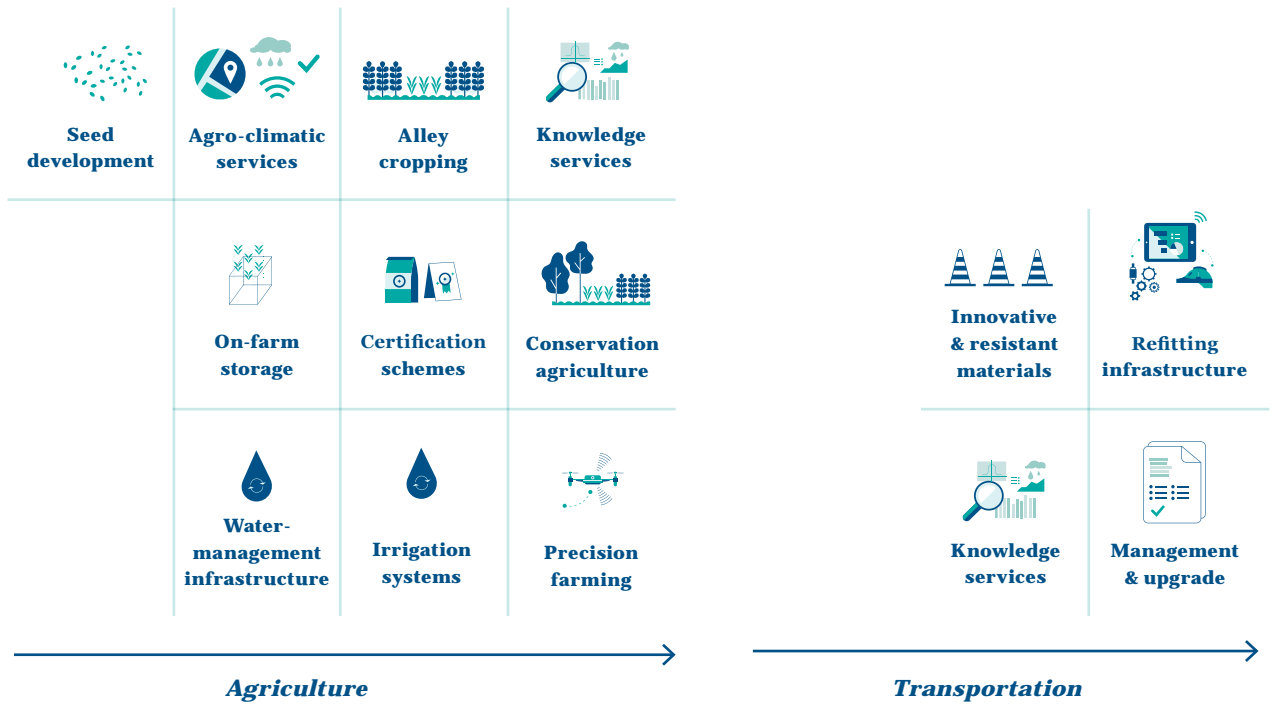 Seed
development
Agro-climatic
services
Alley
cropping
Knowledge
services
On-farm
storage
Certification
schemes
Conservation
agriculture
Water-
management
infrastructure
Irrigation
systems
Precision
farming
Agriculture
Innovative
& resistant
materials
Refitting
infrastructure
Knowledge
services
Management
& upgrade
Transportation